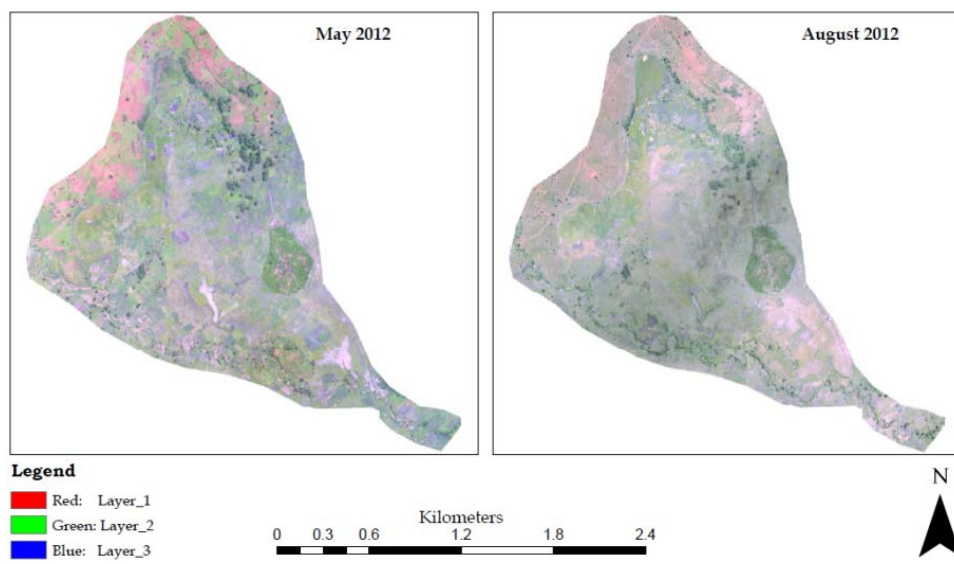 May 2012
August 2012
Legend
Red: Layer_1
Green: Layer_2
Blue: Layer_3
Kilometers
0 0.3 0.6 1.2 1.8 2.4
N